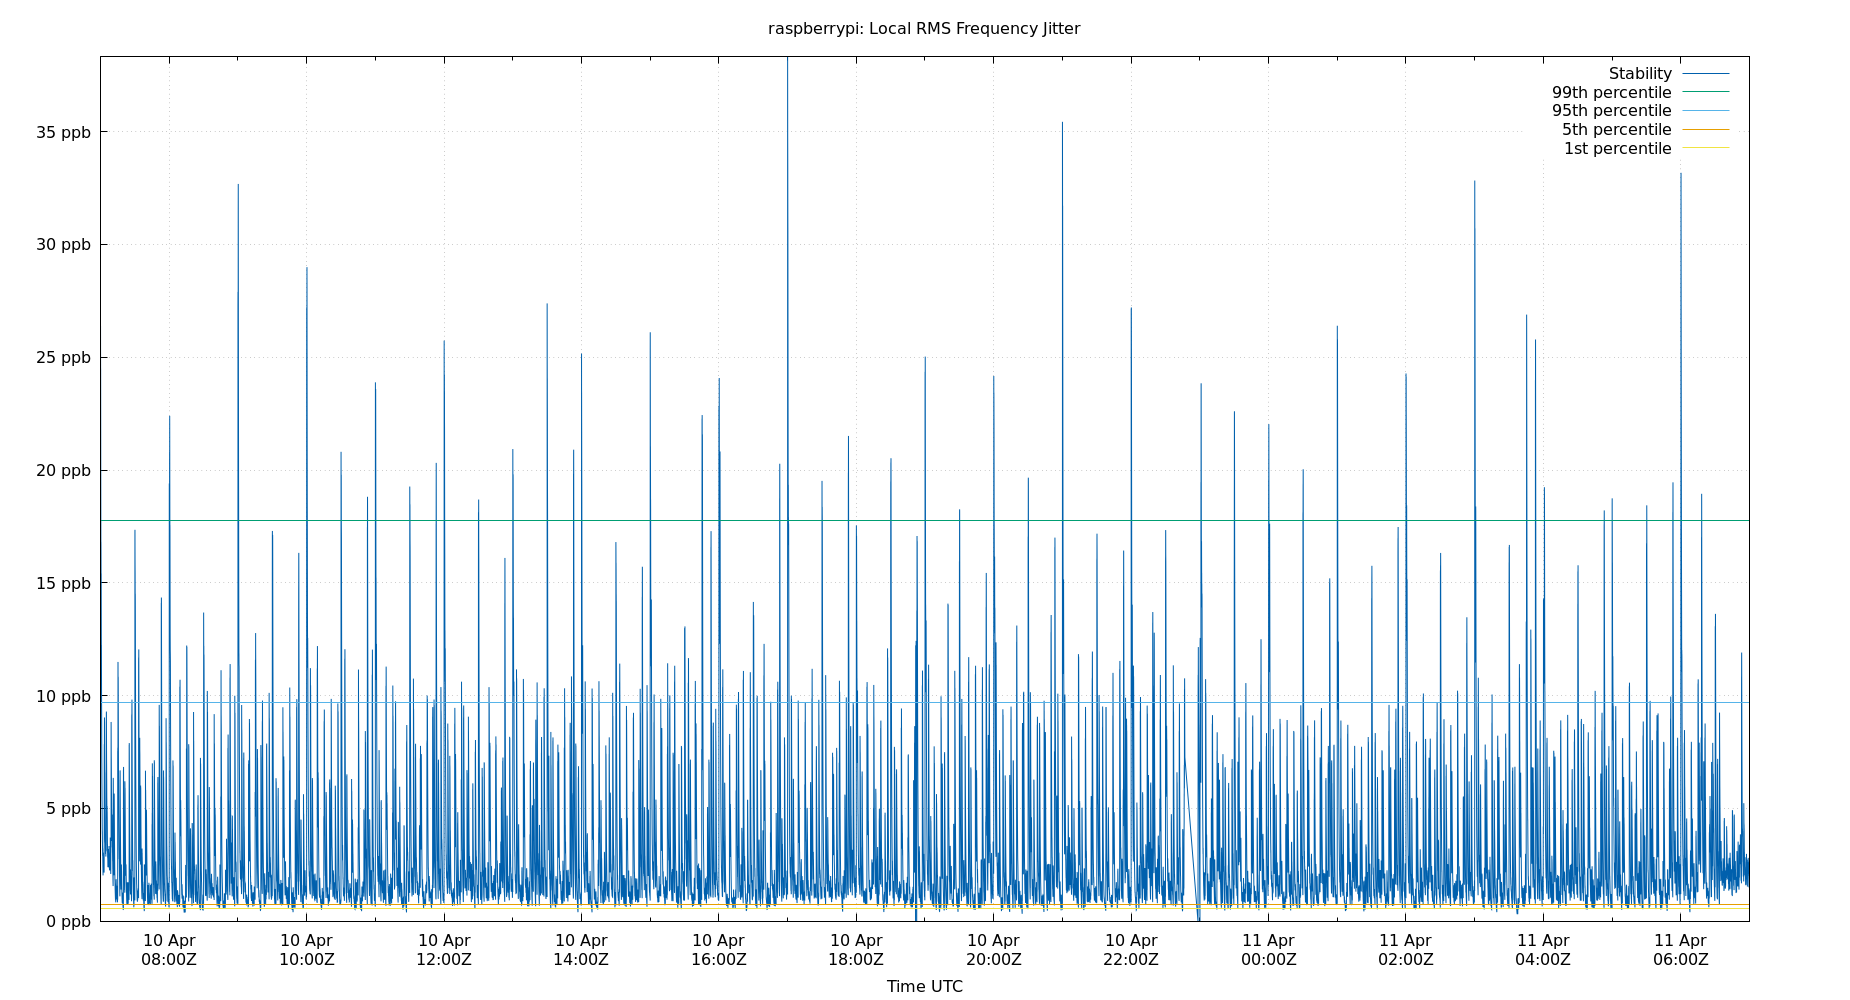 raspberrypi: Local RMS Frequency Jitter
Stability
99th percentile
95th percentile
5th percentile
1st percentile
35 ppb
30 ppb
25 ppb
20 ppb
15 ppb
10 ppb
5 ppb
0 ppb
10 Apr 10 Apr 10 Apr 10 Apr 10 Apr 10 Apr 10 Apr 10 Apr 11 Apr 11 Apr 11 Apr 11 Apr
08:00Z 10:00Z 12:00Z 14:00Z 16:00Z 18:00Z 20:00Z 22:00Z 00:00Z 02:00Z 04:00Z 06:00Z
Time UTC